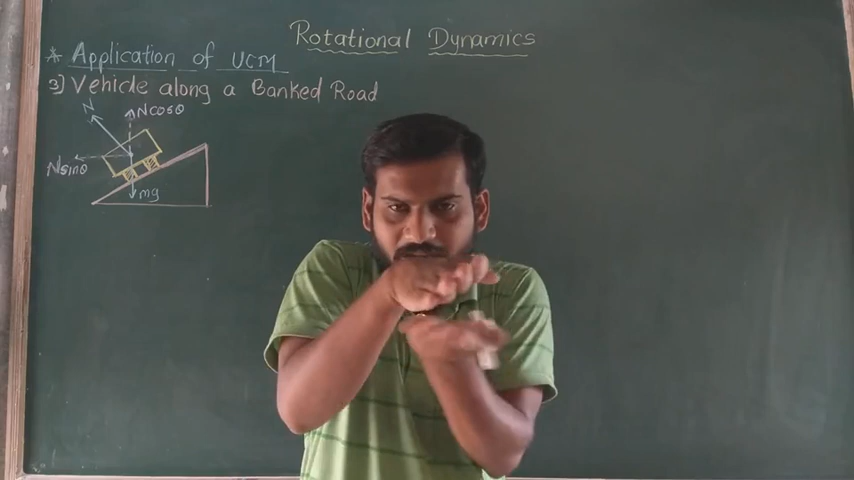 Rotational Dynamics
* Application of UCM
3] Vehicle along a Banked Road
N
Ncosθ
Nsinθ
mg